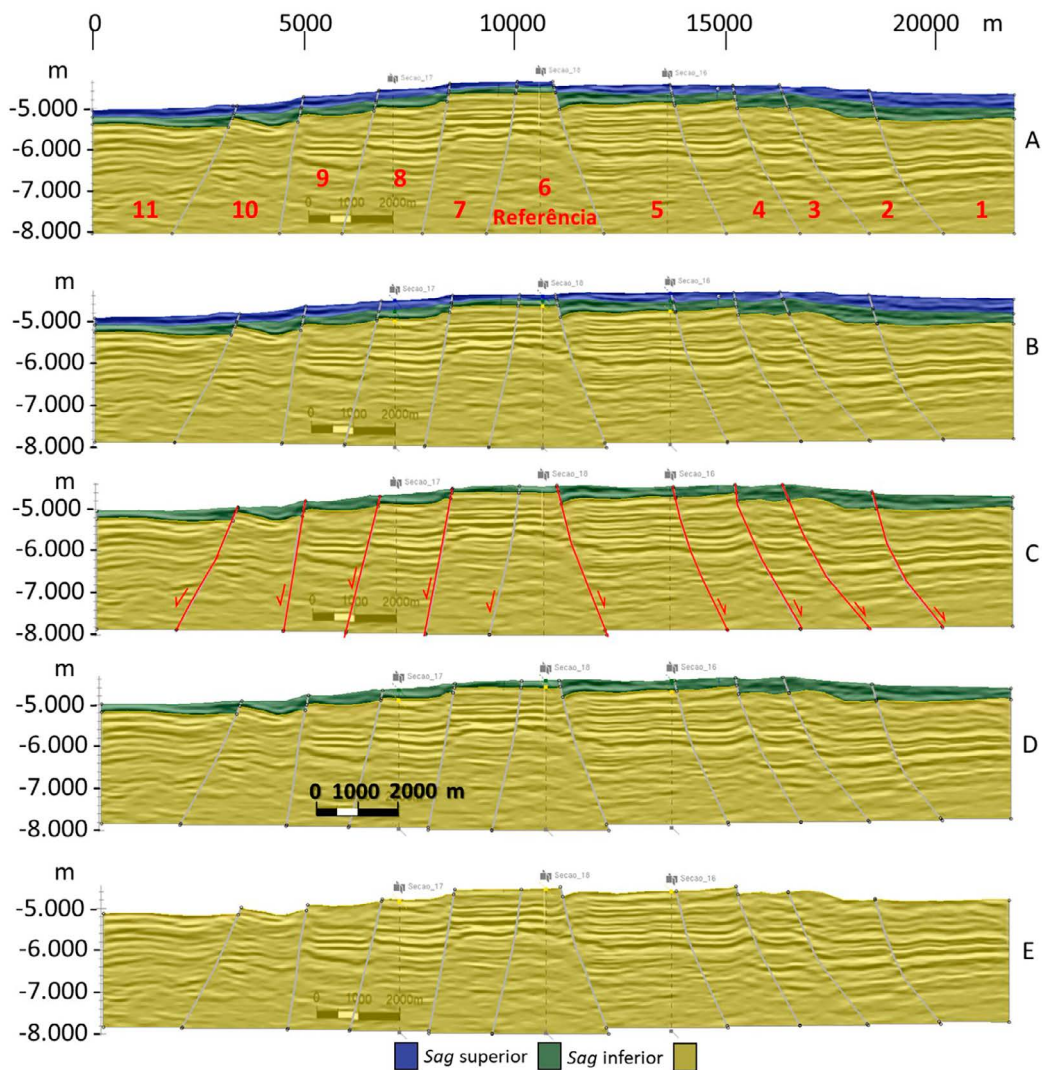 0 5000 10000 15000 20000 m
m Secao_17 Secao_18 Secao_16
-5.000
-6.000 A
9 8 6
-7.000
11 10 7 Referência 5 4 3 2 1
0 1000 2000m
-8.000
m Secao_17 Secao_18 Secao_16
-5.000
-6.000 B
-7.000
0 1000 2000m
-8.000
m Secao_17 Secao_18 Secao_16
-5.000
-6.000 C
-7.000
0 1000 2000m
-8.000
m Secao_17 Secao_18 Secao_16
-5.000
-6.000 D
-7.000
0 1000 2000 m
-8.000
m Secao_17 Secao_18 Secao_16
-5.000
-6.000 E
-7.000
0 1000 2000m
-8.000
Sag superior Sag inferior